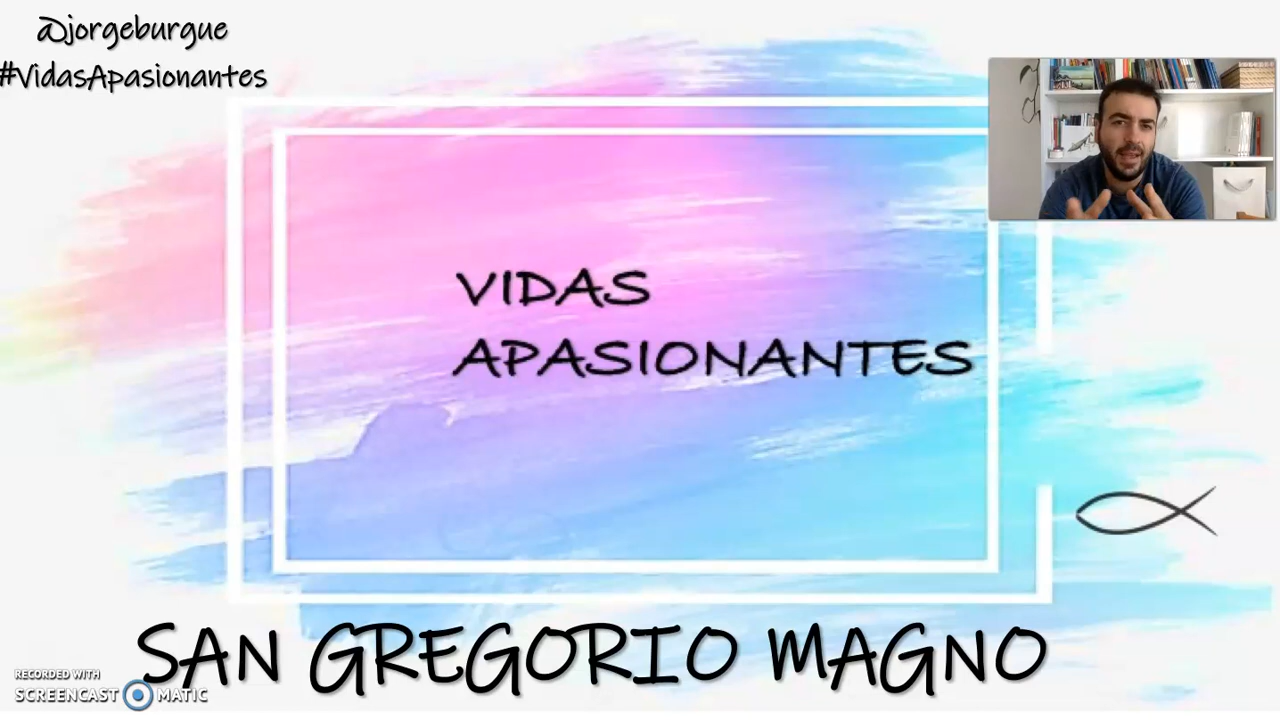 @jorgeburgue
#VidasApasionantes
VIDAS
APASIONANTES
SAN GREGORIO MAGNO
RECORDED WITH
SCREENCAST MATIC